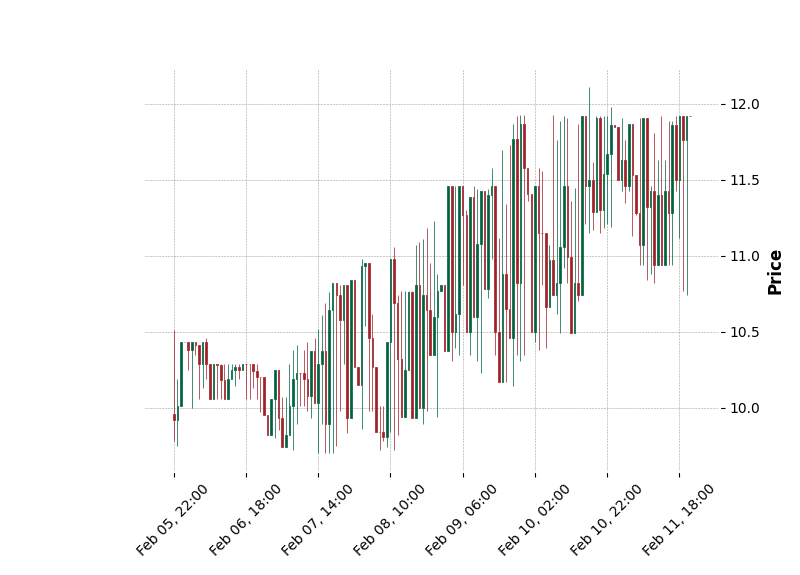 12.0
11.5
11.0
10.5
10.0
Price
Feb 05, 22:00
Feb 06, 18:00
Feb 07, 14:00
Feb 08, 10:00
Feb 09, 06:00
Feb 10, 02:00
Feb 10, 22:00
Feb 11, 18:00